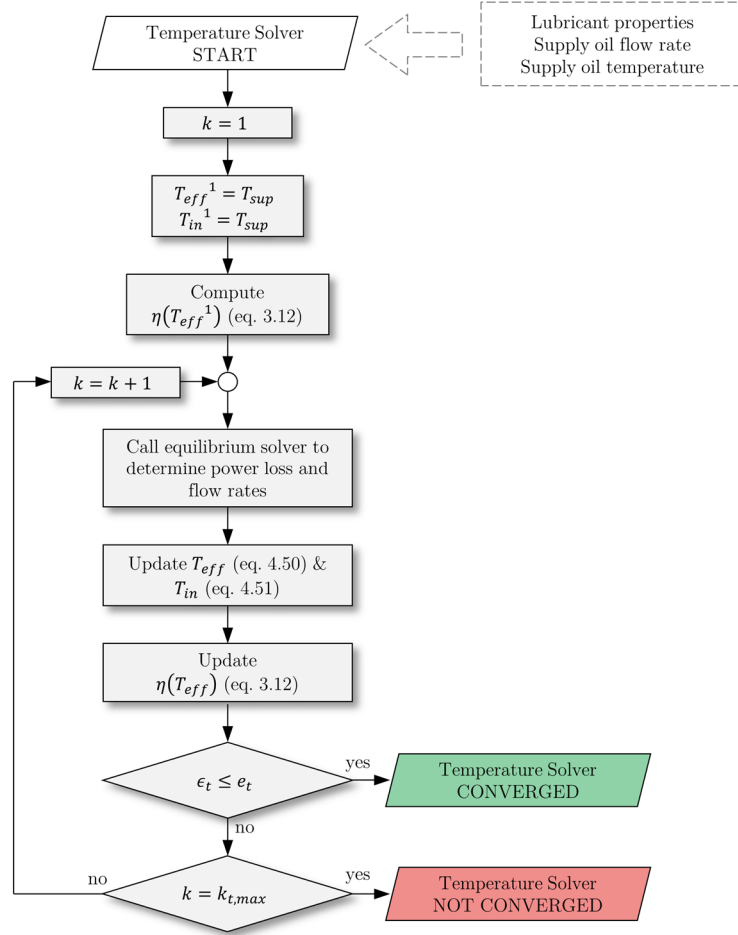 Temperature Solver
START
Lubricant properties
Supply oil flow rate
Supply oil temperature
k = 1
T_eff^1 = T_sup
T_in^1 = T_sup
Compute
η(T_eff^1) (eq. 3.12)
k = k + 1
Call equilibrium solver to
determine power loss and
flow rates
Update T_eff (eq. 4.50) &
T_in (eq. 4.51)
Update
η(T_eff) (eq. 3.12)
ϵ_t ≤ e_t
yes
Temperature Solver
CONVERGED
no
no
k = k_t,max
yes
Temperature Solver
NOT CONVERGED